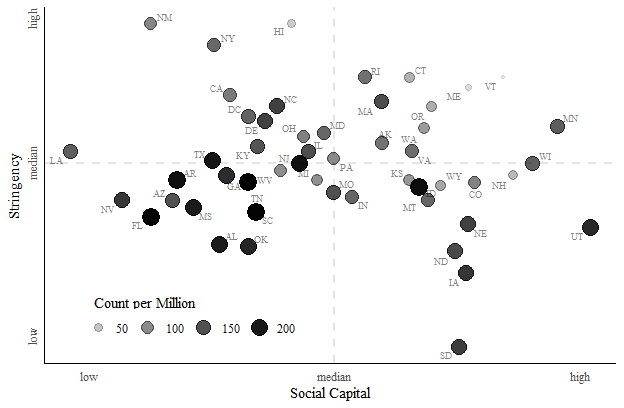 high
NM
HI
NY
RI
CT
VT
ME
CA
NC
MA
DC
DE
OR
MN
OH
MD
AK
WA
KY
IL
LA
TX
NJ
PA
VA
WI
median
Stringency
AR
GA
WV
MI
KS
ID
WY
CO
NH
AZ
TN
MO
IN
MT
NV
MS
FL
SC
NE
UT
AL
OK
ND
IA
Count per Million
50 100 150 200
low
SD
low median high
Social Capital